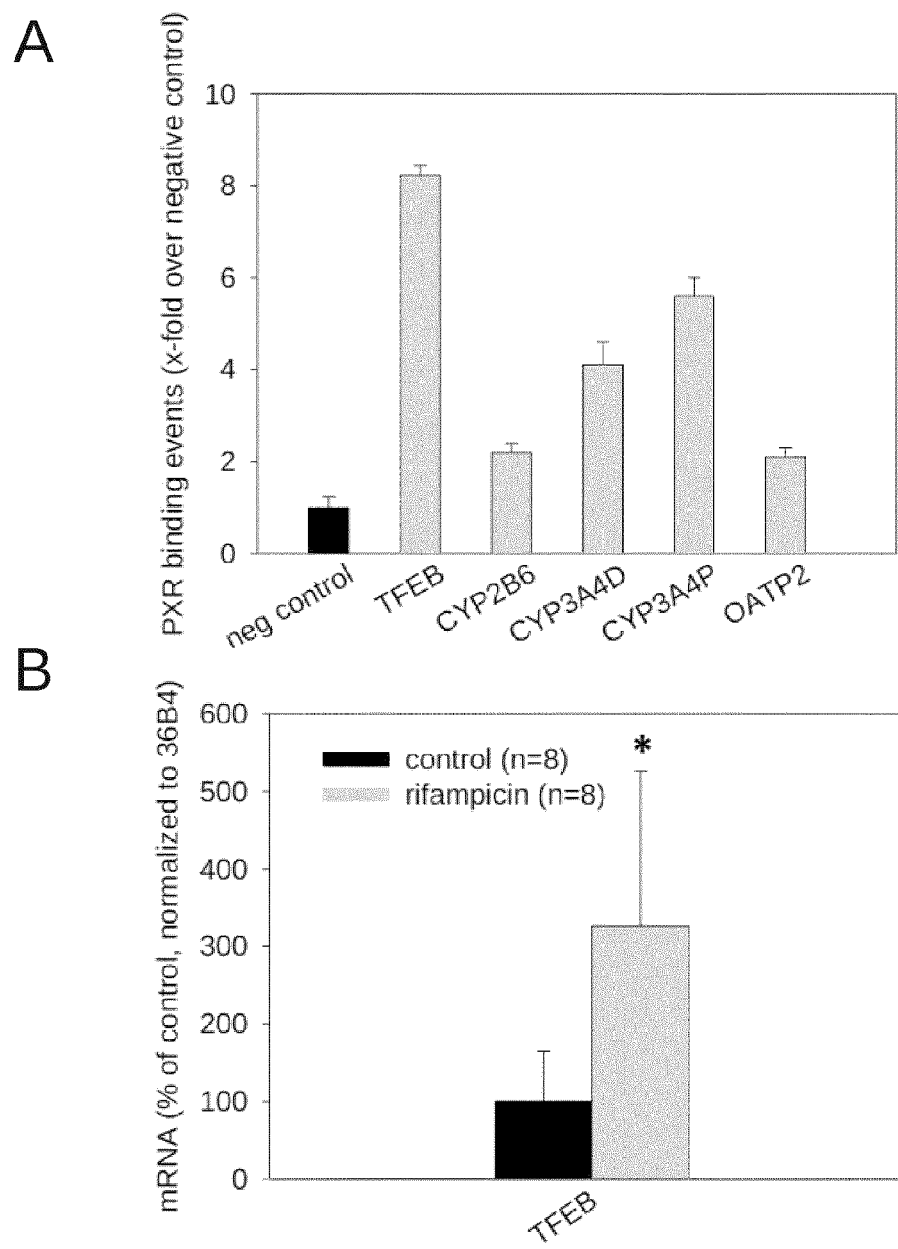 A
PXR binding events (x-fold over negative control)
10
8
6
4
2
0
neg control
TFEB
CYP2B6
CYP3A4D
CYP3A4P
OATP2
B
mRNA (% of control, normalized to 36B4)
600
500
400
300
200
100
0
control (n=8)
rifampicin (n=8)
*
TFEB